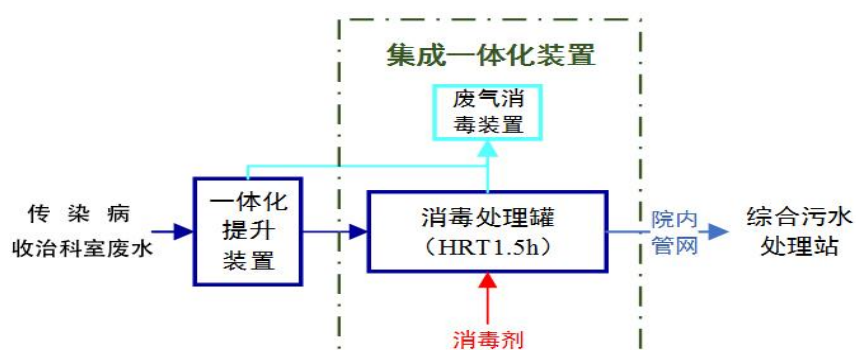 集成一体化装置
废气消
毒装置
传 染 病
收治科室废水
一体化
提升
装置
消毒处理罐
（HRT1.5h）
院内
管网
综合污水
处理站
消毒剂